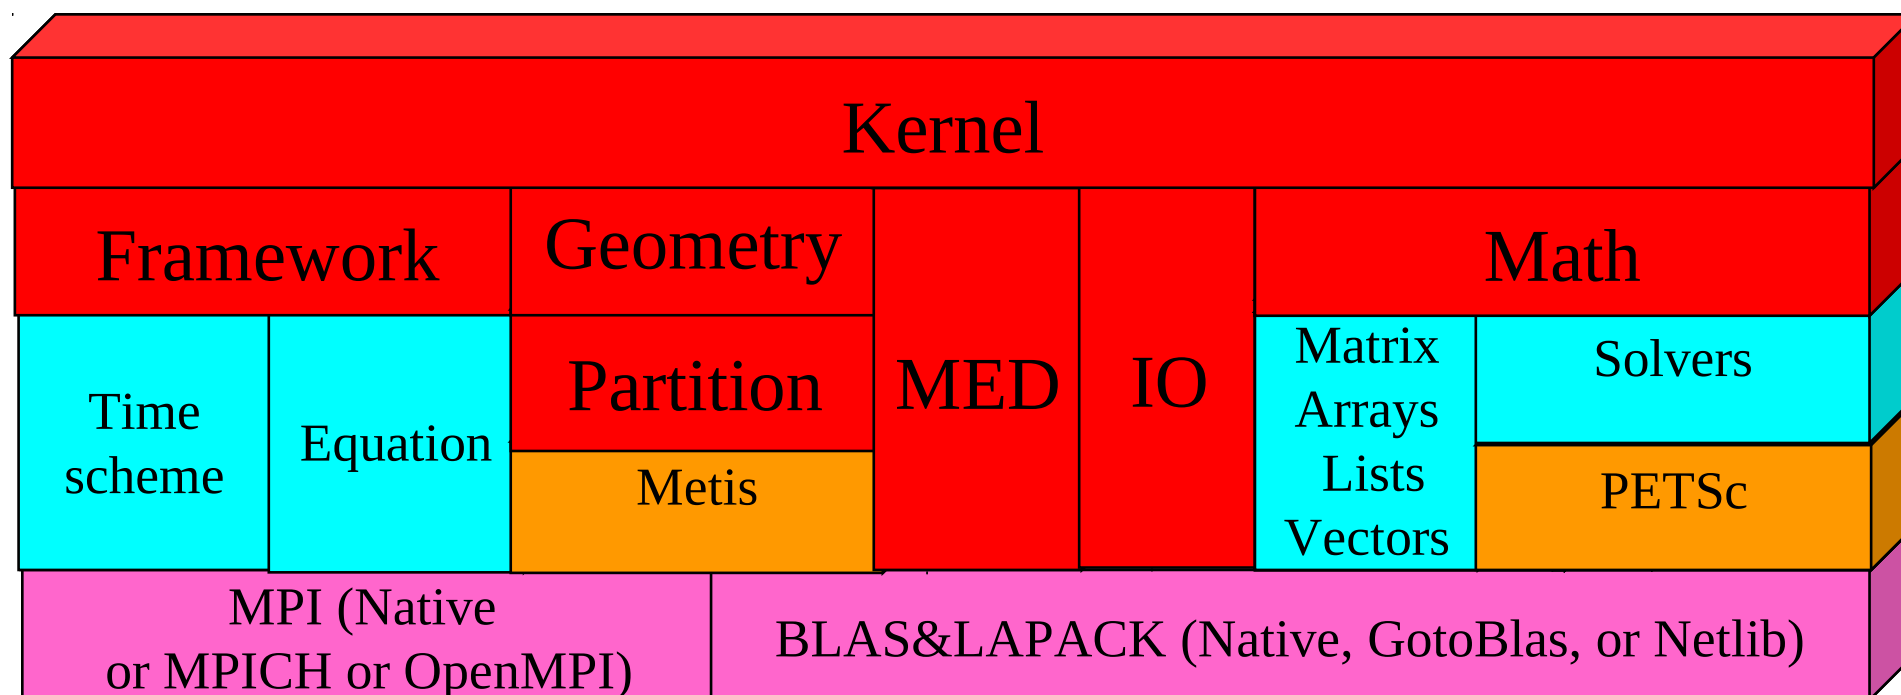 Kernel
Framework
Geometry
Math
Partition
MED
IO
Time
scheme
Equation
Metis
Matrix
Arrays
Lists
Vectors
Solvers
PETSc
MPI (Native
or MPICH or OpenMPI)
BLAS&LAPACK (Native, GotoBlas, or Netlib)